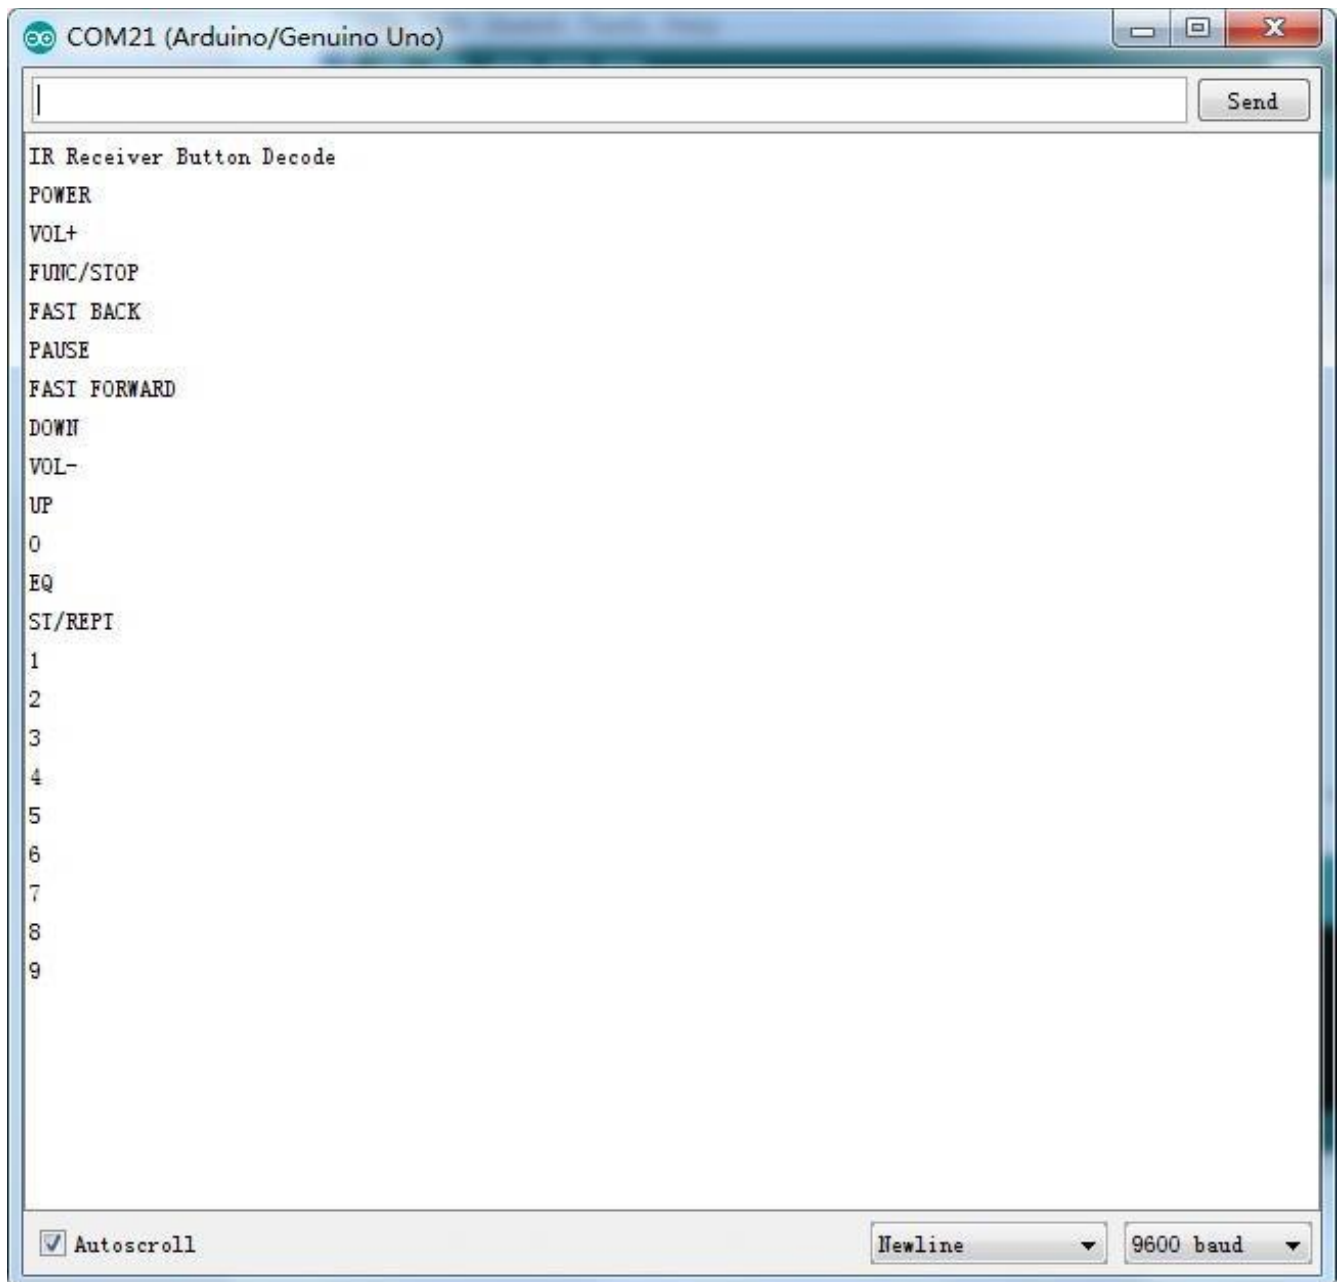 COM21 (Arduino/Genuino Uno)
Send
IR Receiver Button Decode
POWER
VOL+
FUNC/STOP
FAST BACK
PAUSE
FAST FORWARD
DOWN
VOL-
UP
0
EQ
ST/REPT
1
2
3
4
5
6
7
8
9
Autoscroll
Newline
9600 baud